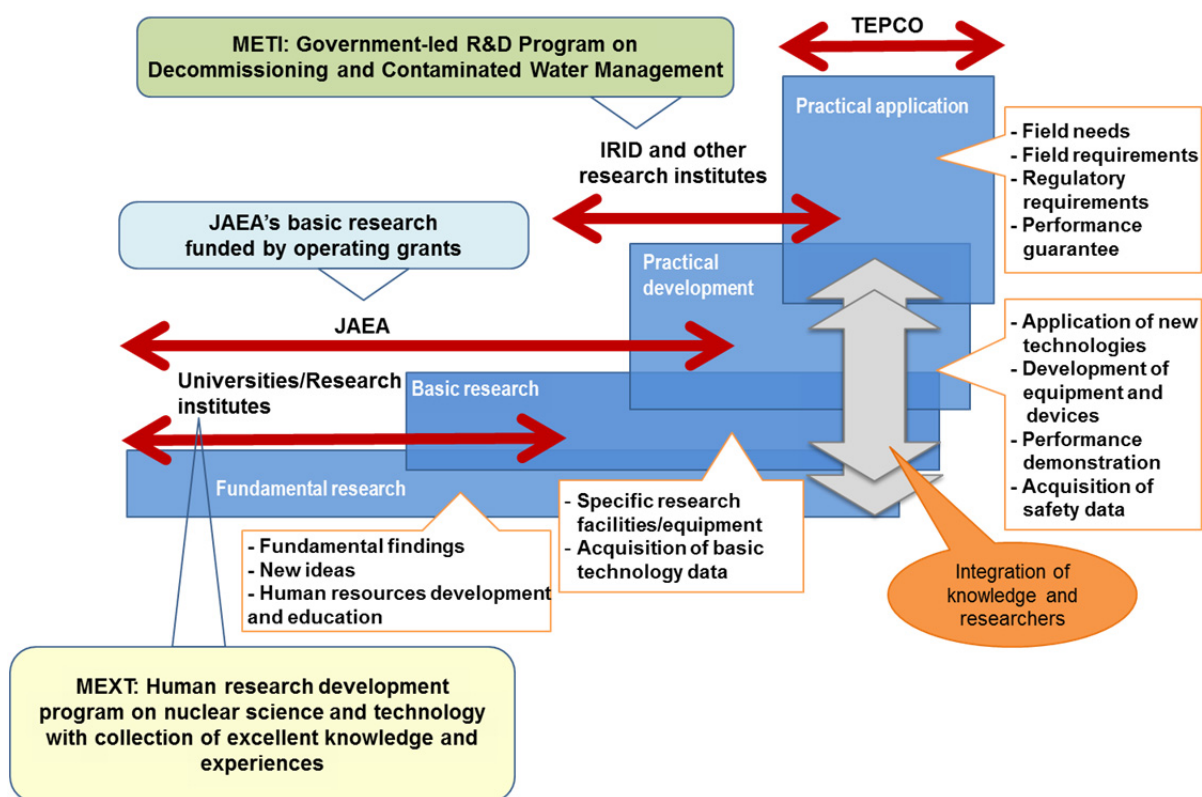 TEPCO
METI: Government-led R&D Program on
Decommissioning and Contaminated Water Management
Practical application
- Field needs
- Field requirements
- Regulatory
requirements
- Performance
guarantee
IRID and other
research institutes
JAEA's basic research
funded by operating grants
Practical
development
JAEA
- Application of new
technologies
- Development of
equipment and
devices
- Performance
demonstration
- Acquisition of
safety data
Universities/Research
institutes
Basic research
Fundamental research
- Specific research
facilities/equipment
- Acquisition of basic
technology data
- Fundamental findings
- New ideas
- Human resources development
and education
Integration of
knowledge and
researchers
MEXT: Human research development
program on nuclear science and technology
with collection of excellent knowledge and
experiences